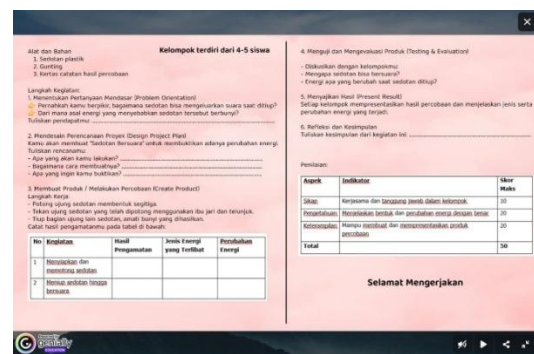 Alat dan Bahan
Kelompok terdiri dari 4-5 siswa
1. Sedotan plastik
2. Gunting
3. Kertas catatan hasil percobaan
Langkah Kegiatan:
1. Menentukan Pertanyaan Mendasar (Problem Orientation)
Pernahkah kamu berpikir, bagaimana sedotan bisa mengeluarkan suara saat ditiup?
Dari mana asal energi yang menyebabkan sedotan tersebut berbunyi?
Tuliskan pendapatmu
2. Mendesain Perencanaan Proyek (Design Project Plan)
Kamu akan membuat "Sedotan Bersuara" untuk membuktikan adanya perubahan energi.
Tuliskan rencanamu:
- Apa yang akan kamu lakukan?
- Bagaimana cara membuatnya?
- Apa yang ingin kamu buktikan?
3. Membuat Produk / Melakukan Percobaan (Create Product)
Langkah Kerja
- Potong ujung sedotan membentuk segitiga.
- Tekan ujung sedotan yang telah dipotong menggunakan ibu jari dan telunjuk.
- Tiup bagian ujung lain sedotan, amati bunyi yang dihasilkan.
Catat hasil pengamatanmu pada tabel di bawah:
No Kegiatan Hasil Pengamatan Jenis Energi yang Terlibat Perubahan Energi
1 Menyiapkan dan memotong sedotan
2 Meniup sedotan hingga bersuara
4. Menguji dan Mengevaluasi Produk (Testing & Evaluation)
- Diskusikan dengan kelompokmu:
- Mengapa sedotan bisa bersuara?
- Energi apa yang berubah saat sedotan ditiup?
5. Menyajikan Hasil (Present Result)
Setiap kelompok mempresentasikan hasil percobaan dan menjelaskan jenis serta
perubahan energi yang terjadi.
6. Refleksi dan Kesimpulan
Tuliskan kesimpulan dari kegiatan ini:
Penilaian:
Aspek Indikator Skor Maks
Sikap Kerjasama dan tanggung jawab dalam kelompok 10
Pengetahuan Menjelaskan bentuk dan perubahan energi dengan benar 20
Keterampilan Mampu membuat dan mempresentasikan produk percobaan 20
Total 50
Selamat Mengerjakan
genially
EDUCATION